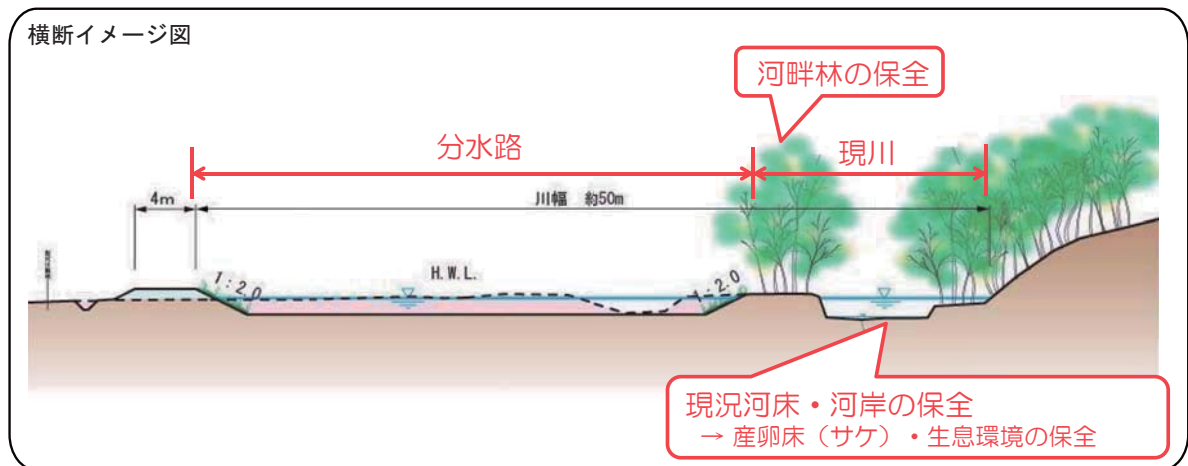 横断イメージ図
河畔林の保全
分水路
現川
4m
川幅 約50m
H.W.L.
1:2.0
1:2.0
現況河床・河岸の保全
→ 産卵床（サケ）・生息環境の保全